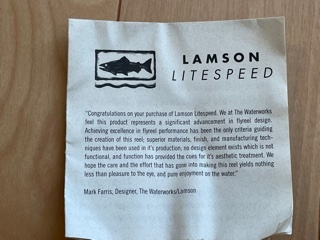 LAMSON
LITESPEED
"Congratulations on your purchase of Lamson Litespeed. We at The Waterworks
feel this product represents a significant advancement in flyreel design.
Achieving excellence in flyreel performance has been the only criteria guiding
the creation of this reel; superior materials, finish, and manufacturing tech-
niques have been used in it's production; no design element exists which is not
functional, and function has provided the cues for it's aesthetic treatment. We
hope the care and the effort that has gone into making this reel yields nothing
less than pleasure to the eye, and pure enjoyment on the water."
Mark Farris, Designer, The Waterworks/Lamson